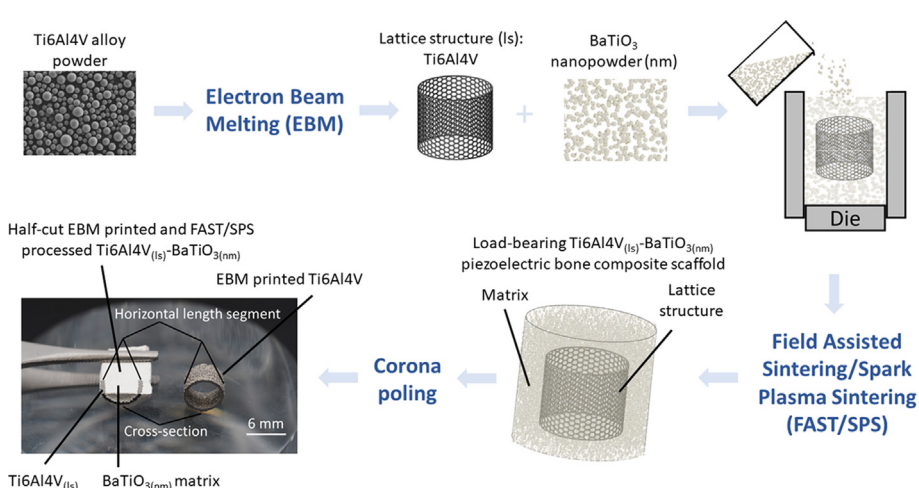 Ti6Al4V alloy
powder
Electron Beam
Melting (EBM)
Lattice structure (ls):
Ti6Al4V
+
BaTiO3
nanopowder (nm)
Die
Field Assisted
Sintering/Spark
Plasma Sintering
(FAST/SPS)
Load-bearing Ti6Al4V(ls)-BaTiO3(nm)
piezoelectric bone composite scaffold
Matrix
Lattice
structure
Corona
poling
Half-cut EBM printed and FAST/SPS
processed Ti6Al4V(ls)-BaTiO3(nm)
EBM printed Ti6Al4V
Horizontal length segment
Cross-section
6 mm
Ti6Al4V(ls)
BaTiO3(nm) matrix